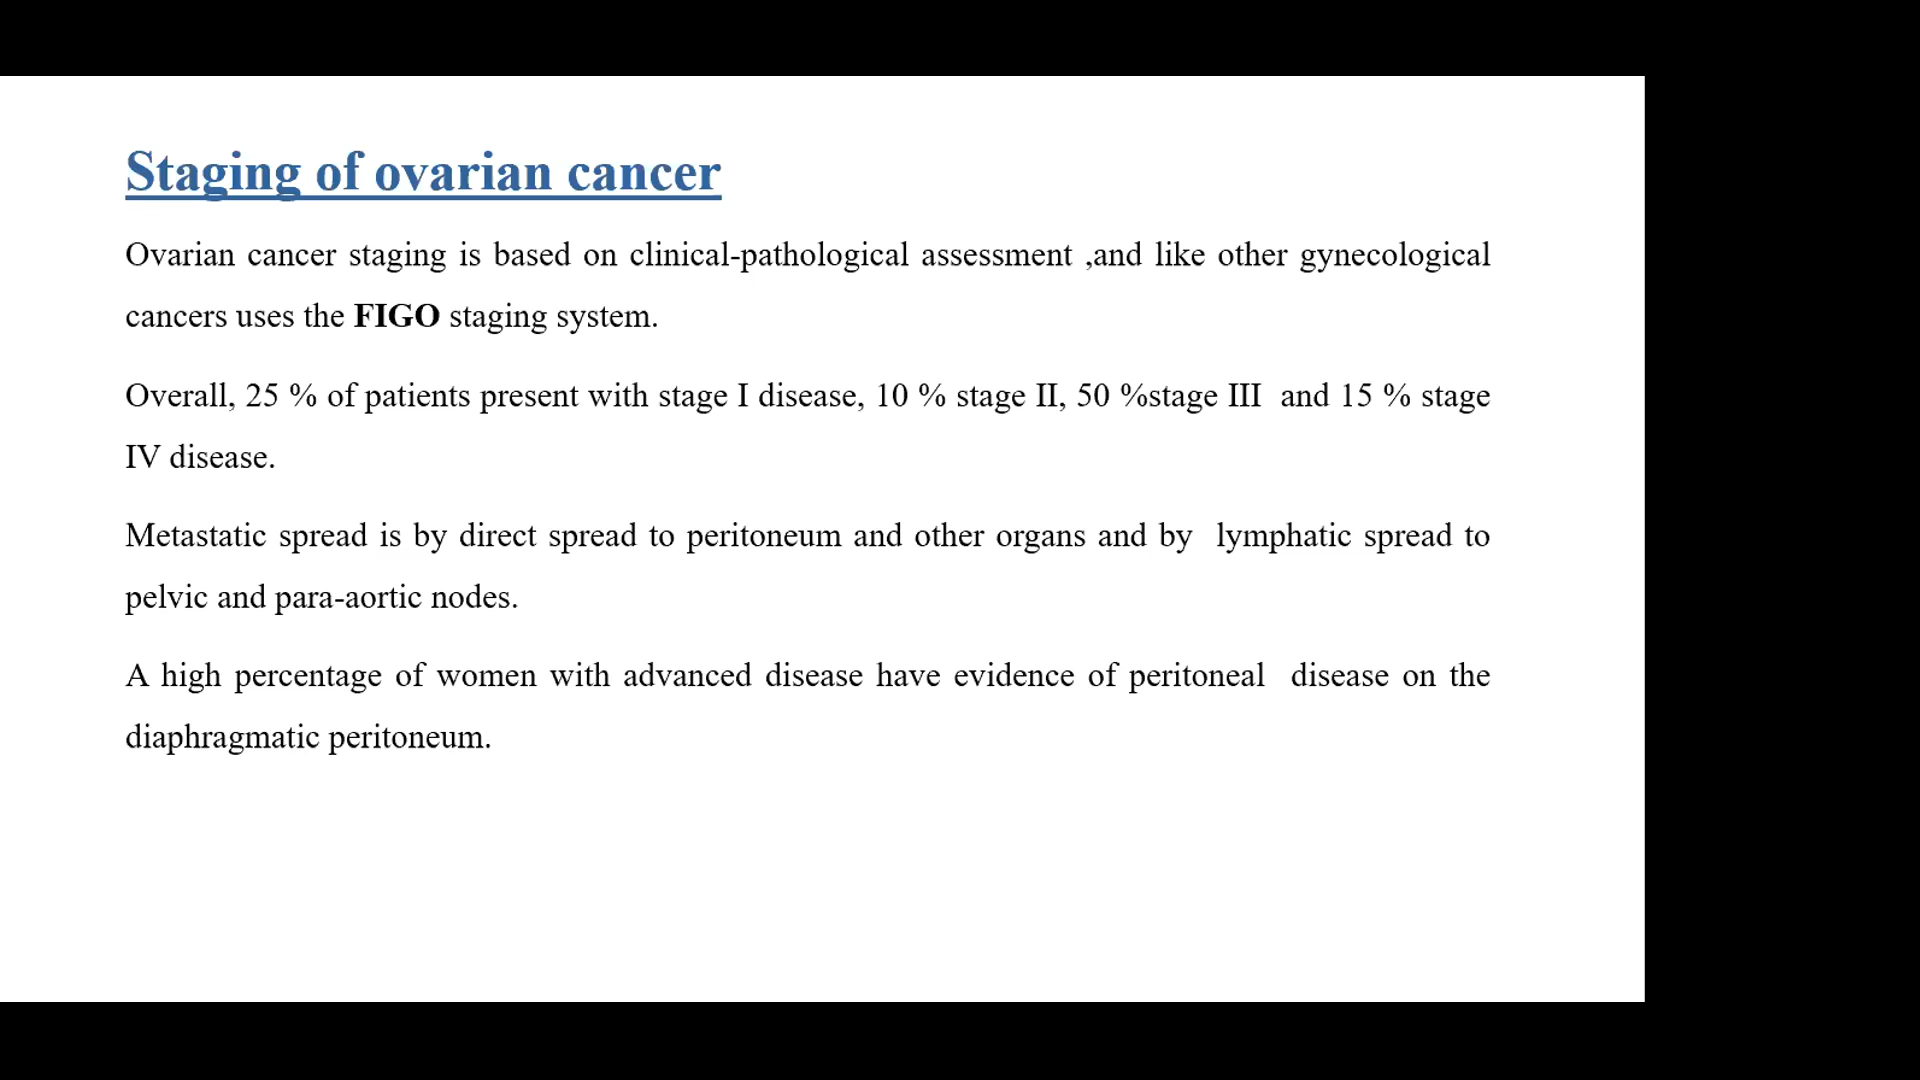 Staging of ovarian cancer
Ovarian cancer staging is based on clinical-pathological assessment ,and like other gynecological
cancers uses the FIGO staging system.
Overall, 25 % of patients present with stage I disease, 10 % stage II, 50 %stage III  and 15 % stage
IV disease.
Metastatic spread is by direct spread to peritoneum and other organs and by  lymphatic spread to
pelvic and para-aortic nodes.
A high percentage of women with advanced disease have evidence of peritoneal  disease on the
diaphragmatic peritoneum.